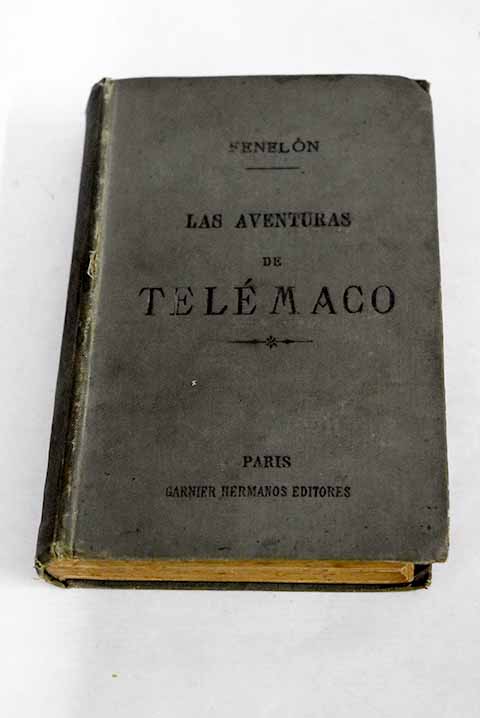 FENELÓN
LAS AVENTURAS
DE
TELÉMACO
PARIS
GARNIER HERMANOS EDITORES